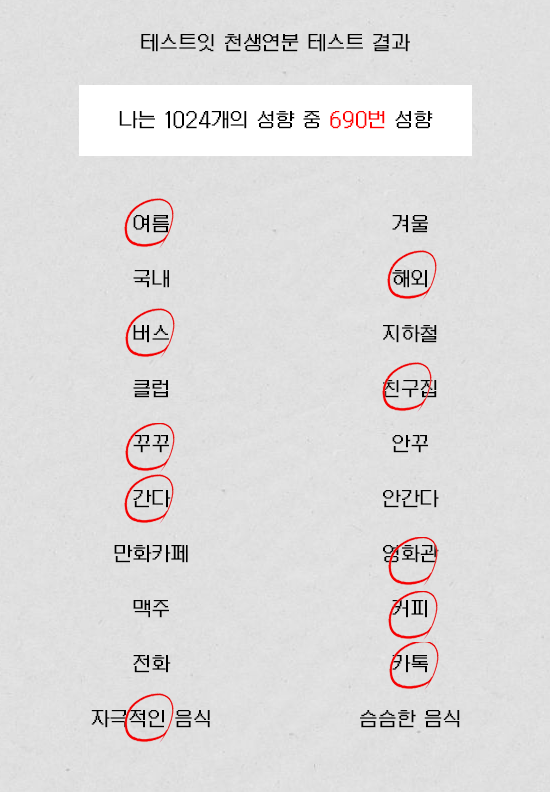 테스트잇 천생연분 테스트 결과
나는 1024개의 성향 중 690번 성향
여름 겨울
국내 해외
버스 지하철
클럽 친구집
꾸꾸 안꾸
간다 안간다
만화카페 영화관
맥주 커피
전화 카톡
자극적인 음식 슴슴한 음식